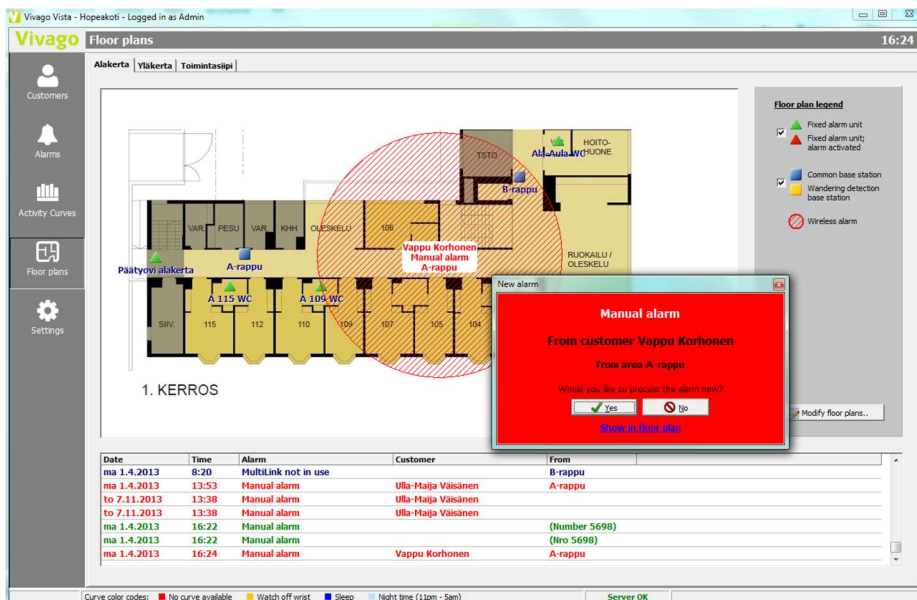 Vivago Vista - Hopeakoti - Logged in as Admin
Vivago Floor plans 16:24
Customers
Alarms
Activity Curves
Floor plans
Settings
Alakerta Yläkerta Toimintasiipi
TSTO
HOITO-
HUONE
Ala-Aula WC
B-rappu
VAR.
PESU
VAR.
KHH
OLESKELU
106
Vappu Korhonen
Manual alarm
A-rappu
RUOKAILU /
OLESKELU
Päätyovi alakerta
A-rappu
A 115 WC
A 109 WC
SIIV.
115
112
110
109
107
105
104
1. KERROS
Floor plan legend
Fixed alarm unit
Fixed alarm unit;
alarm activated
Common base station
Wandering detection
base station
Wireless alarm
Modify floor plans..
New alarm
Manual alarm
From customer Vappu Korhonen
From area A-rappu
Would you like to process the alarm now?
Yes No
Show in floor plan
Date Time Alarm Customer From
ma 1.4.2013 8:20 MultiLink not in use B-rappu
ma 1.4.2013 13:53 Manual alarm Ulla-Maija Väisänen A-rappu
to 7.11.2013 13:38 Manual alarm Ulla-Maija Väisänen
to 7.11.2013 13:38 Manual alarm Ulla-Maija Väisänen
ma 1.4.2013 16:22 Manual alarm (Number 5698)
ma 1.4.2013 16:22 Manual alarm (Nro 5698)
ma 1.4.2013 16:24 Manual alarm Vappu Korhonen A-rappu
Curve color codes: No curve available Watch off wrist Sleep Night time (11pm - 5am) Server OK